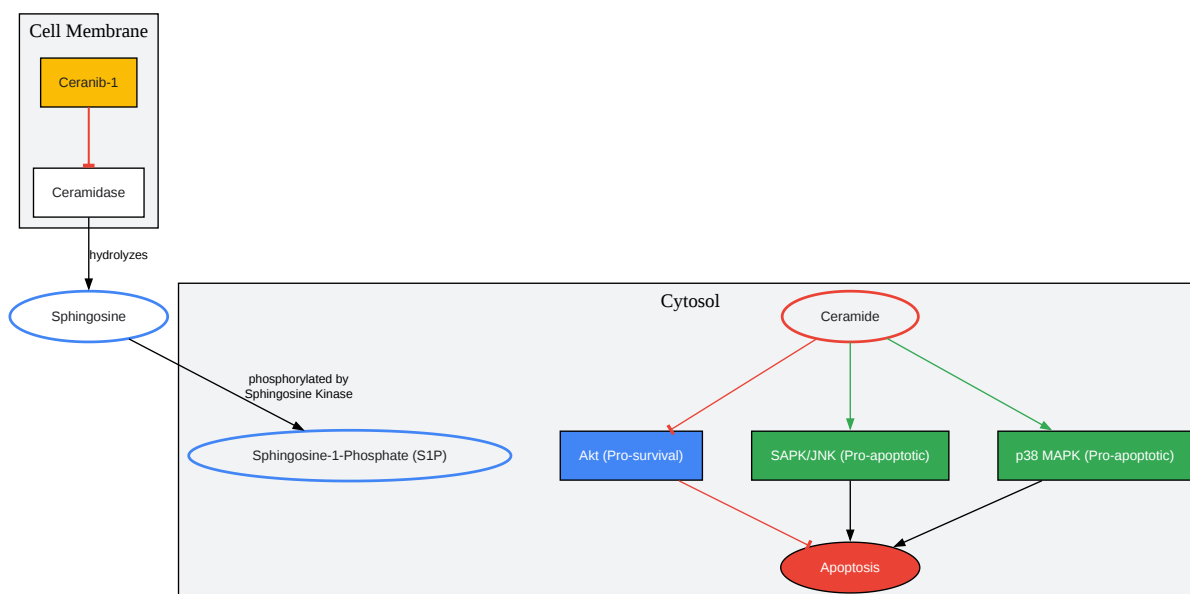 Cell Membrane
Ceranib-1
Ceramidase
hydrolyzes
Sphingosine
Cytosol
Ceramide
phosphorylated by
Sphingosine Kinase
Sphingosine-1-Phosphate (S1P)
Akt (Pro-survival)
SAPK/JNK (Pro-apoptotic)
p38 MAPK (Pro-apoptotic)
Apoptosis